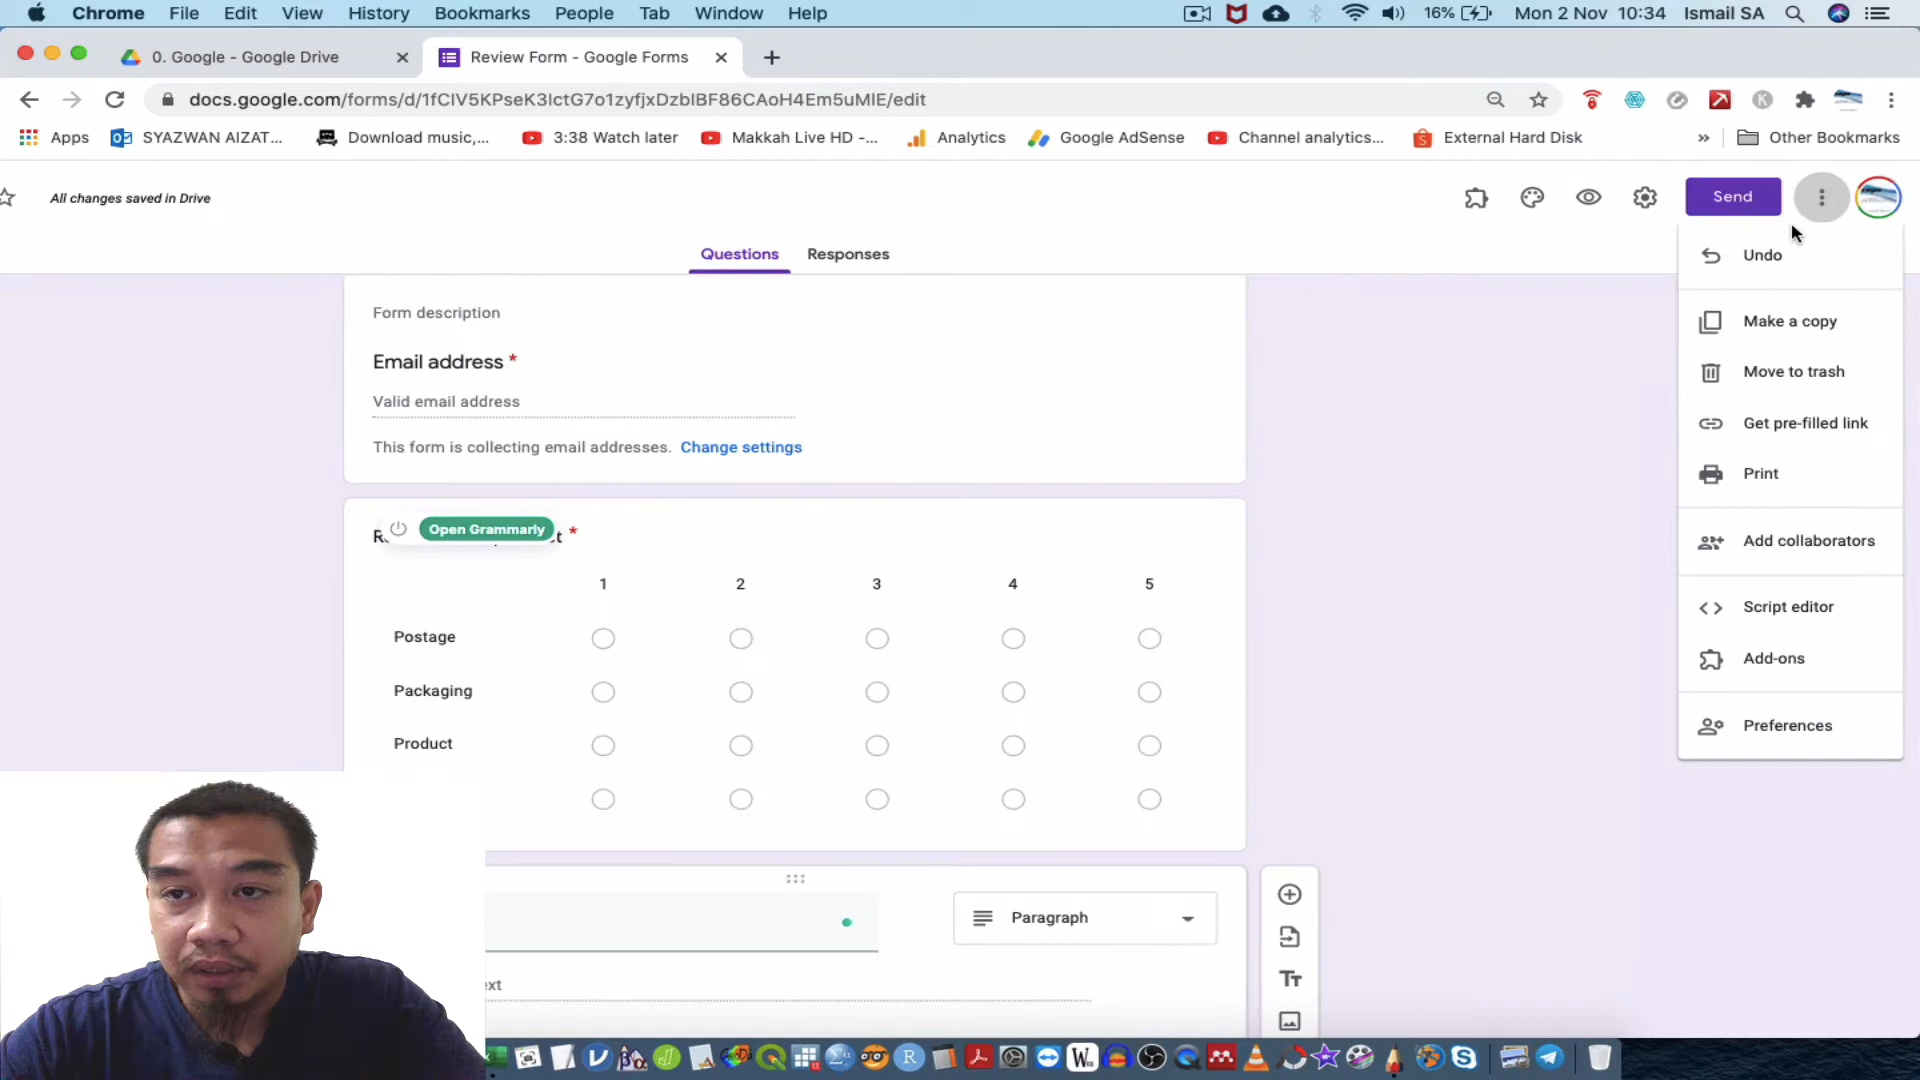 Chrome File Edit View History Bookmarks People Tab Window Help 16% Mon 2 Nov 10:34 Ismail SA
0. Google - Google Drive Review Form - Google Forms
docs.google.com/forms/d/1fClV5KPseK3IctG7o1zyfjxDzblBF86CAoH4Em5uMlE/edit
Apps SYAZWAN AIZAT... Download music,... 3:38 Watch later Makkah Live HD -... Analytics Google AdSense Channel analytics... External Hard Disk » Other Bookmarks
All changes saved in Drive Send
Questions Responses
Undo
Make a copy
Move to trash
Get pre-filled link
Print
Add collaborators
Script editor
Add-ons
Preferences
Form description
Email address *
Valid email address
This form is collecting email addresses. Change settings
Open Grammarly *
1 2 3 4 5
Postage
Packaging
Product
Paragraph
Tt